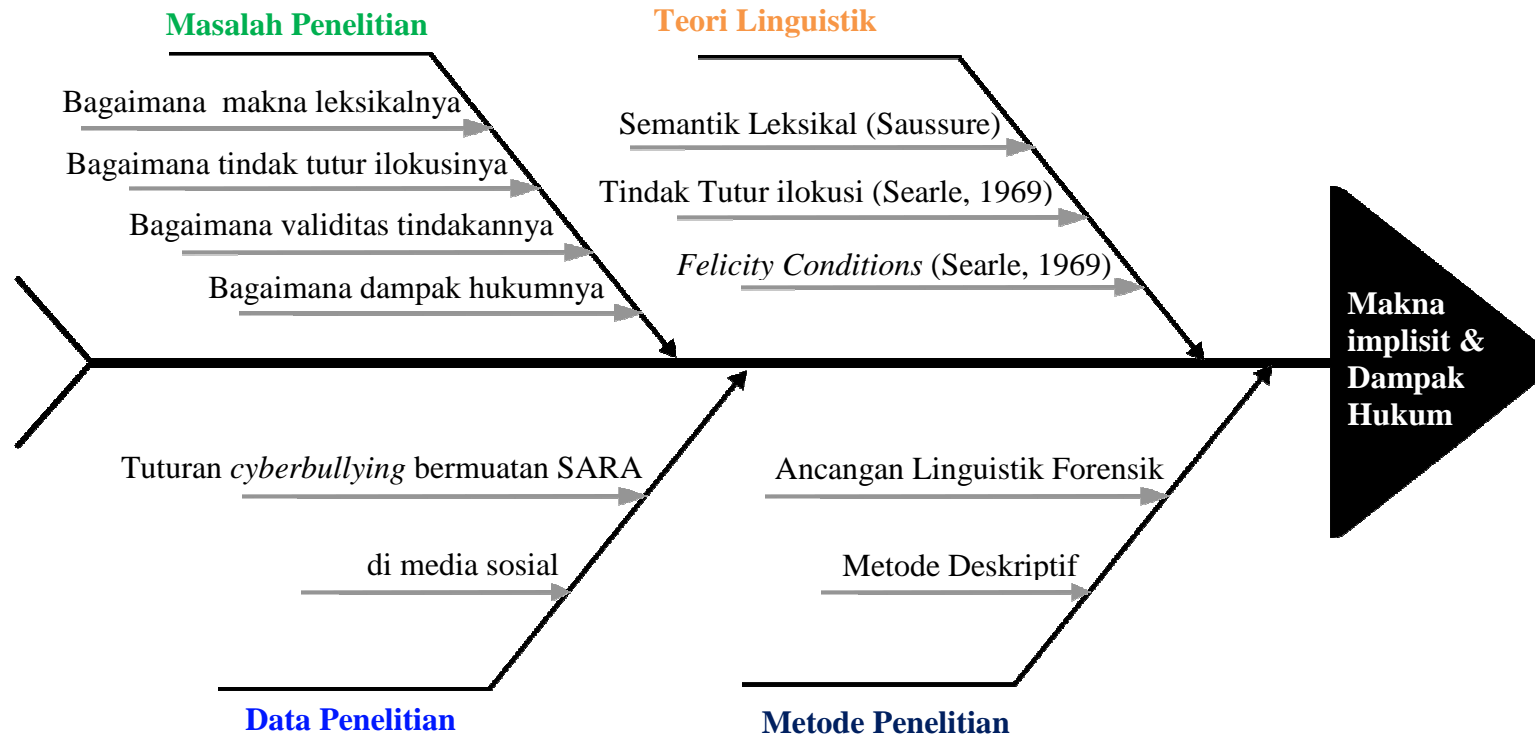 Masalah Penelitian
Bagaimana makna leksikalnya
Bagaimana tindak tutur ilokusinya
Bagaimana validitas tindakannya
Bagaimana dampak hukumnya
Teori Linguistik
Semantik Leksikal (Saussure)
Tindak Tutur ilokusi (Searle, 1969)
Felicity Conditions (Searle, 1969)
Makna
implisit &
Dampak
Hukum
Tuturan cyberbullying bermuatan SARA
di media sosial
Data Penelitian
Ancangan Linguistik Forensik
Metode Deskriptif
Metode Penelitian